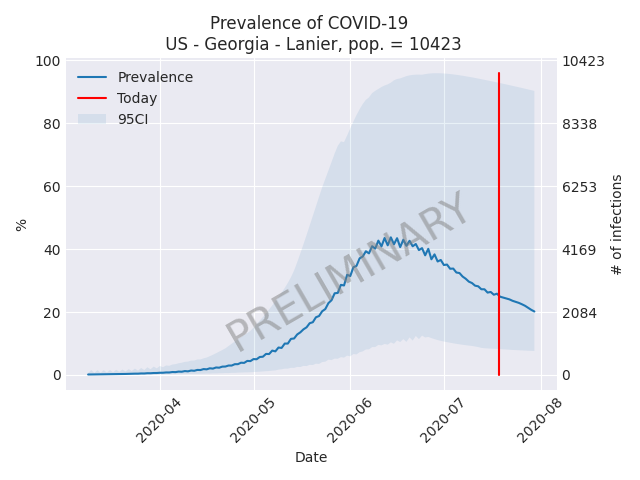 Prevalence of COVID-19
US - Georgia - Lanier, pop. = 10423
100
80
60
40
20
0
%
10423
8338
6253
4169
2084
0
# of infections
Prevalence
Today
95CI
PRELIMINARY
2020-04
2020-05
2020-06
2020-07
2020-08
Date